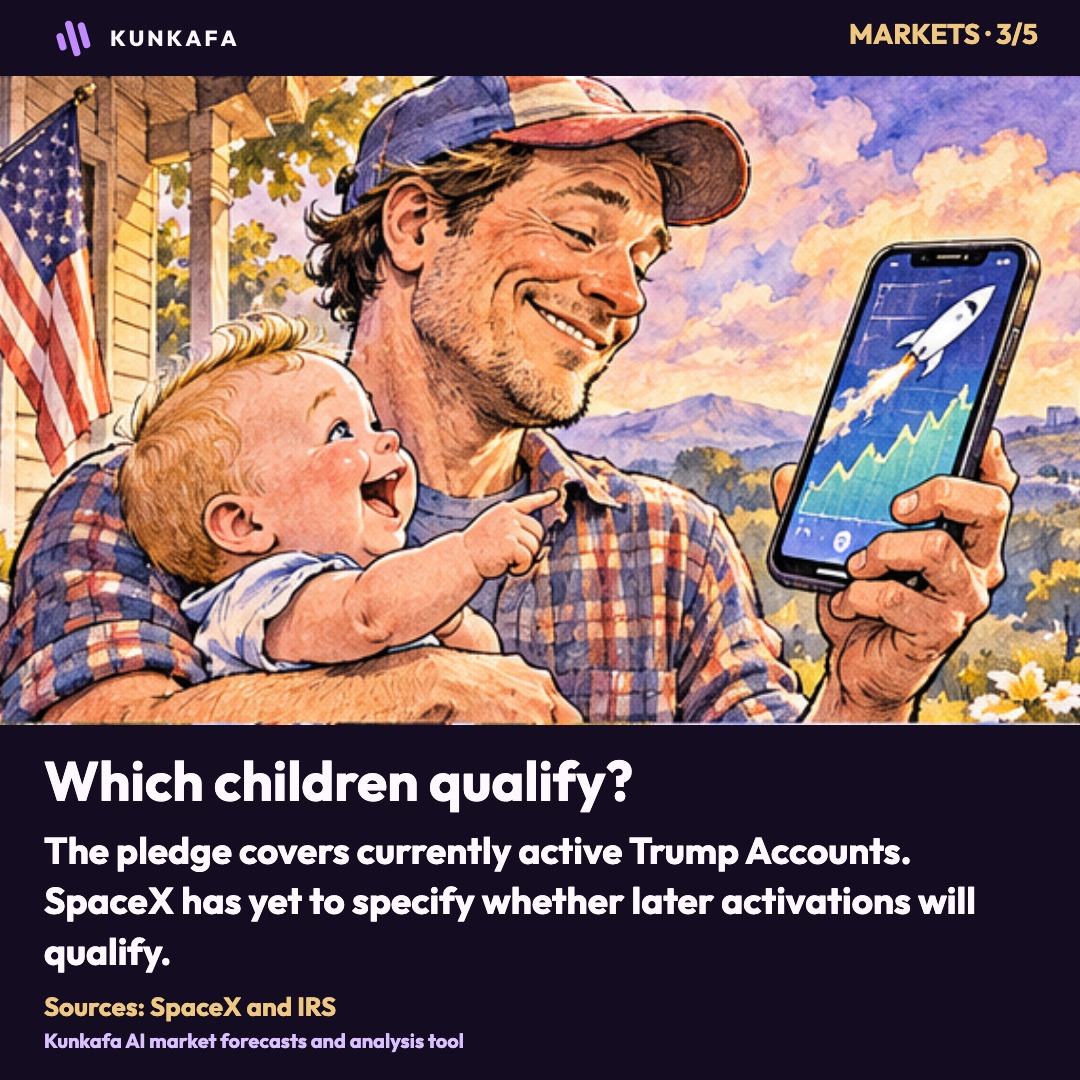 KUNKAFA
MARKETS · 3/5
Which children qualify?
The pledge covers currently active Trump Accounts.
SpaceX has yet to specify whether later activations will
qualify.
Sources: SpaceX and IRS
Kunkafa AI market forecasts and analysis tool